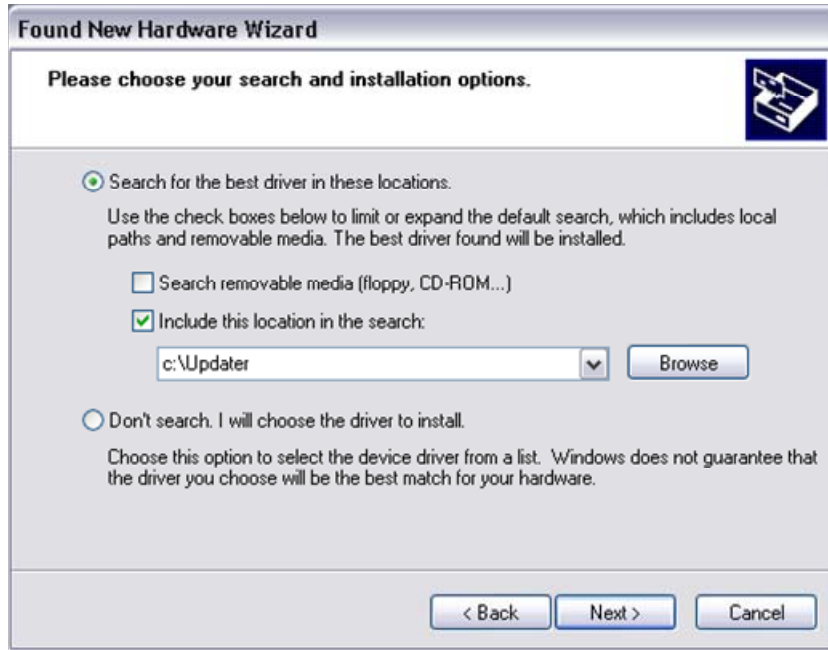 Found New Hardware Wizard
Please choose your search and installation options.
Search for the best driver in these locations.
Use the check boxes below to limit or expand the default search, which includes local
paths and removable media. The best driver found will be installed.
Search removable media (floppy, CD-ROM...)
Include this location in the search:
c:\Updater
Browse
Don't search. I will choose the driver to install.
Choose this option to select the device driver from a list. Windows does not guarantee that
the driver you choose will be the best match for your hardware.
< Back Next > Cancel